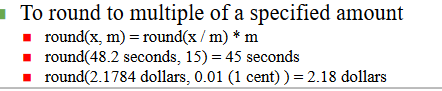 To round to multiple of a specified amount
round(x, m) = round(x / m) * m
round(48.2 seconds, 15) = 45 seconds
round(2.1784 dollars, 0.01 (1 cent) ) = 2.18 dollars